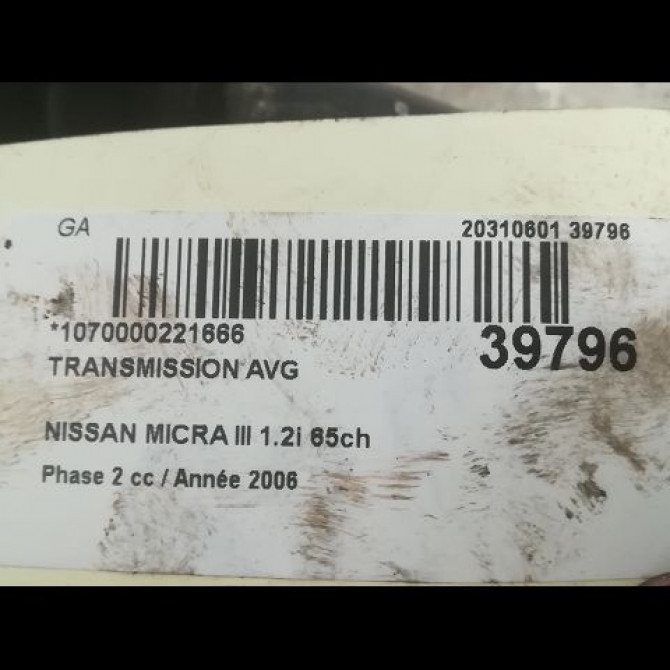 GA 20310601 39796
*1070000221666 39796
TRANSMISSION AVG
NISSAN MICRA III 1.2i 65ch
Phase 2 cc / Année 2006